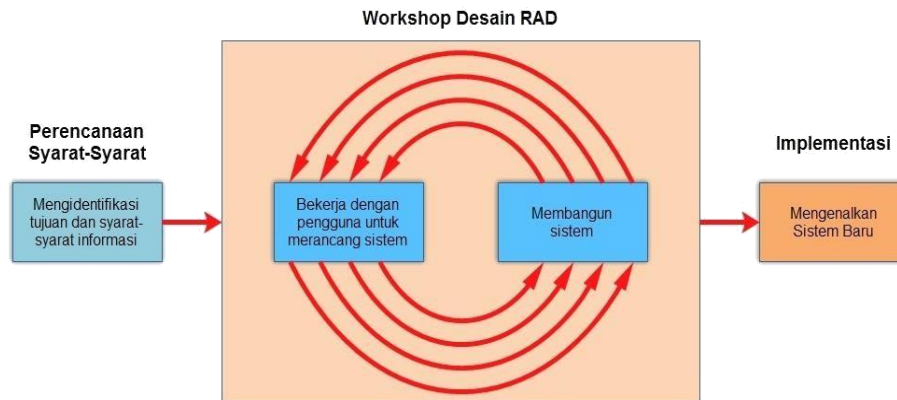 Workshop Desain RAD
Perencanaan
Syarat-Syarat
Mengidentifikasi
tujuan dan syarat-
syarat informasi
Bekerja dengan
pengguna untuk
merancang sistem
Membangun
sistem
Implementasi
Mengenalkan
Sistem Baru